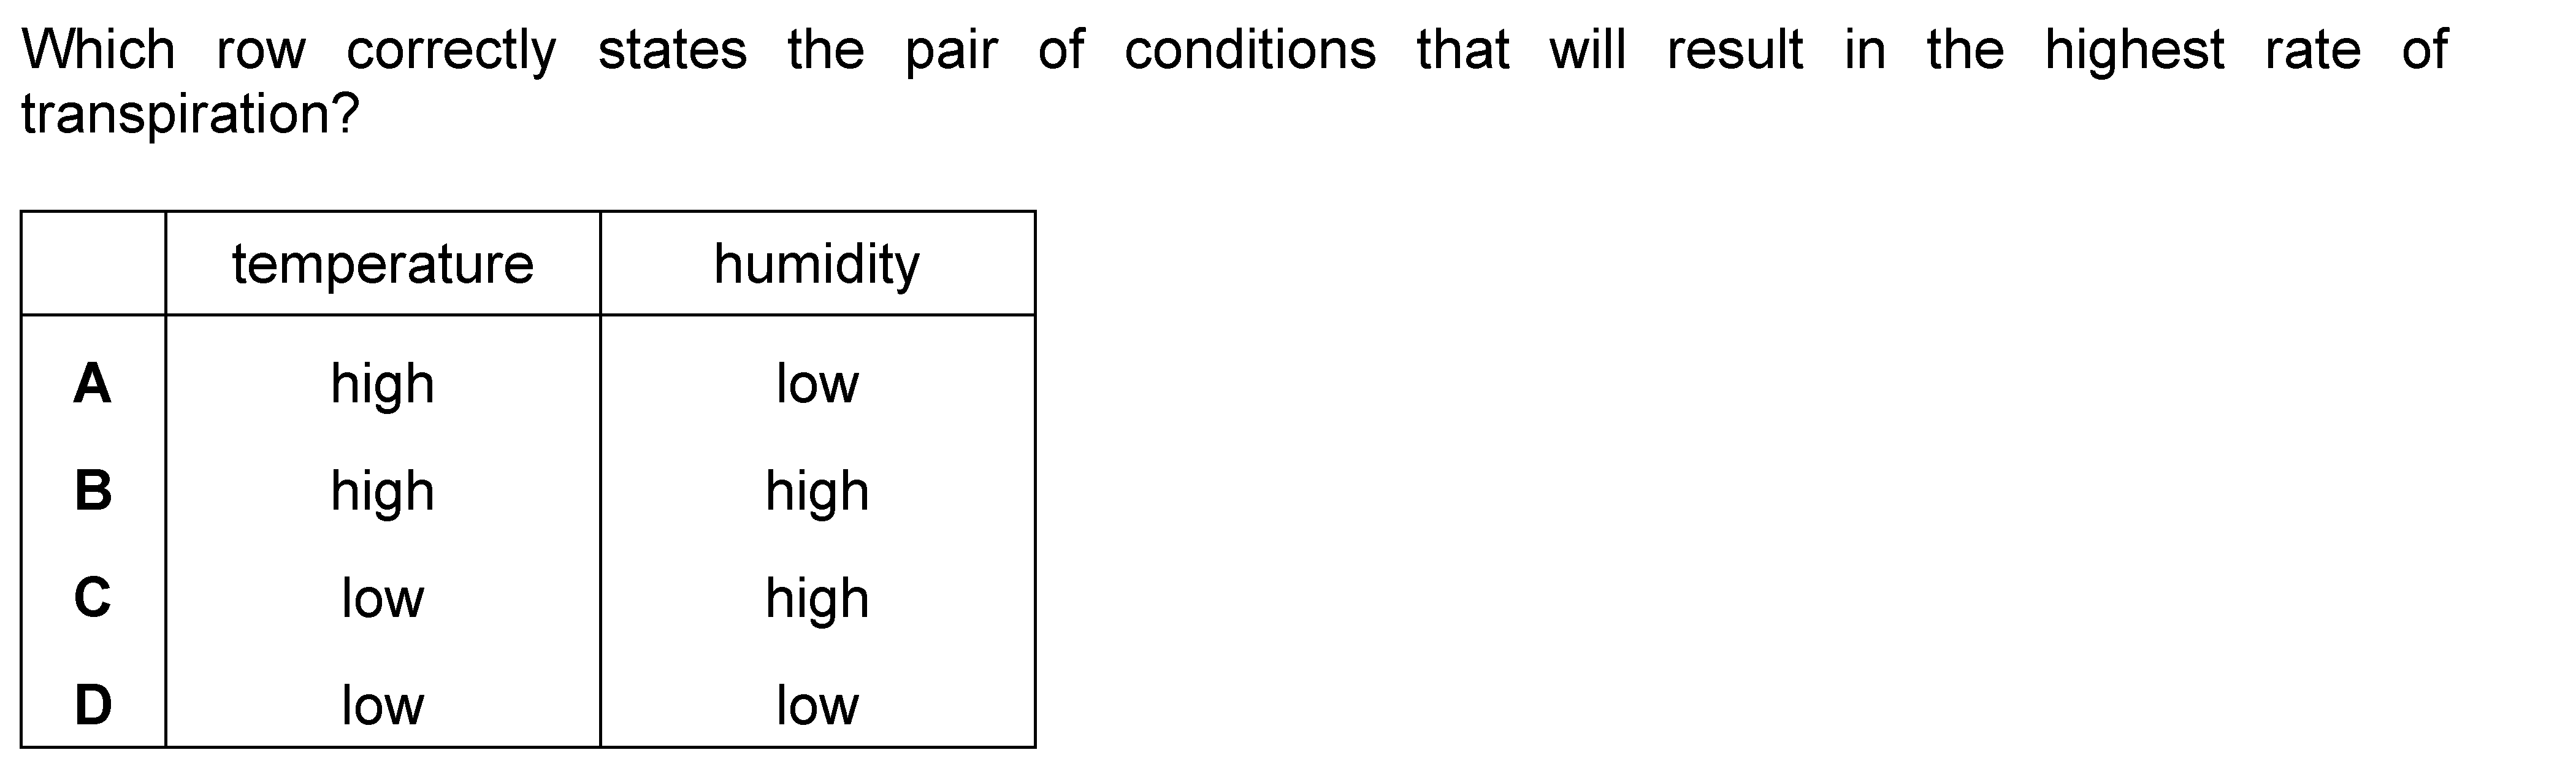 Which row correctly states the pair of conditions that will result in the highest rate of
transpiration?
temperature humidity
A high low
B high high
C low high
D low low